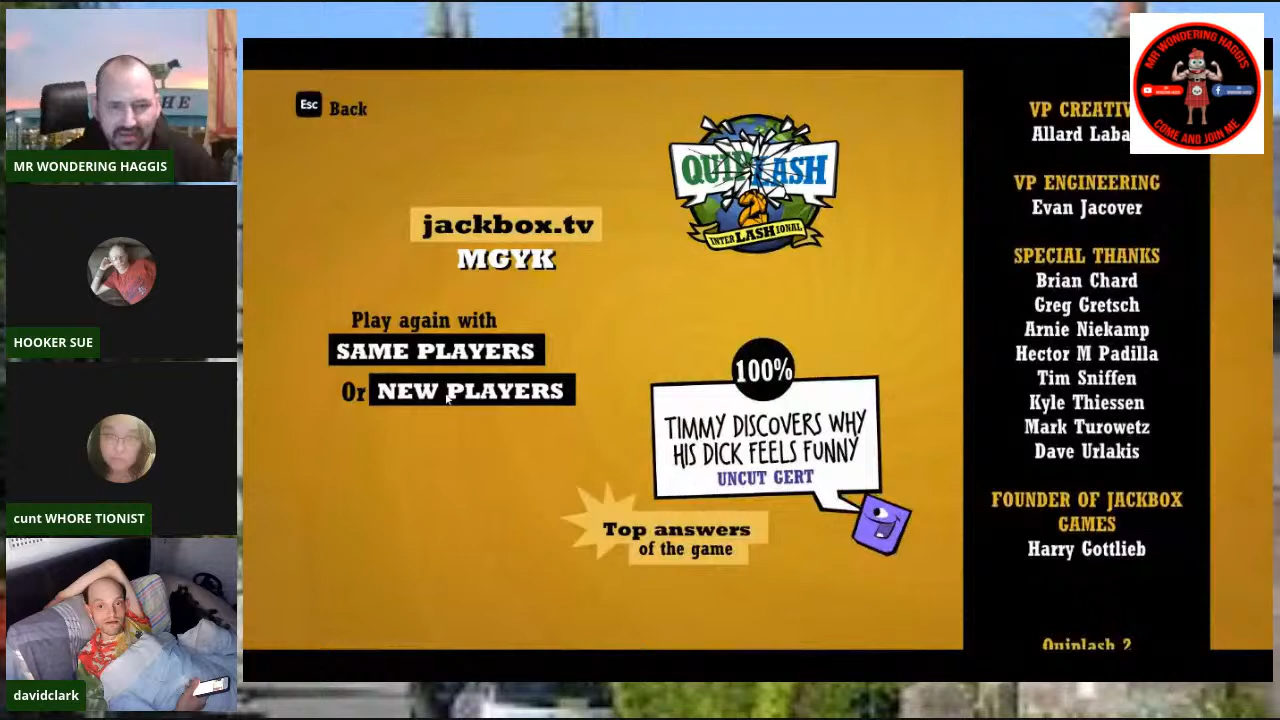 MR WONDERING HAGGIS
HOOKER SUE
cunt WHORE TIONIST
davidclark
Esc Back
jackbox.tv
MGYK
Play again with
SAME PLAYERS
Or NEW PLAYERS
QUIPLASH
2
INTERLASHIONAL
100%
TIMMY DISCOVERS WHY
HIS DICK FEELS FUNNY
UNCUT GERT
Top answers
of the game
VP CREATIV
Allard Laba
VP ENGINEERING
Evan Jacover
SPECIAL THANKS
Brian Chard
Greg Gretsch
Arnie Niekamp
Hector M Padilla
Tim Sniffen
Kyle Thiessen
Mark Turowetz
Dave Urlakis
FOUNDER OF JACKBOX
GAMES
Harry Gottlieb
Quiplash 2
MR WONDERING HAGGIS
COME AND JOIN ME